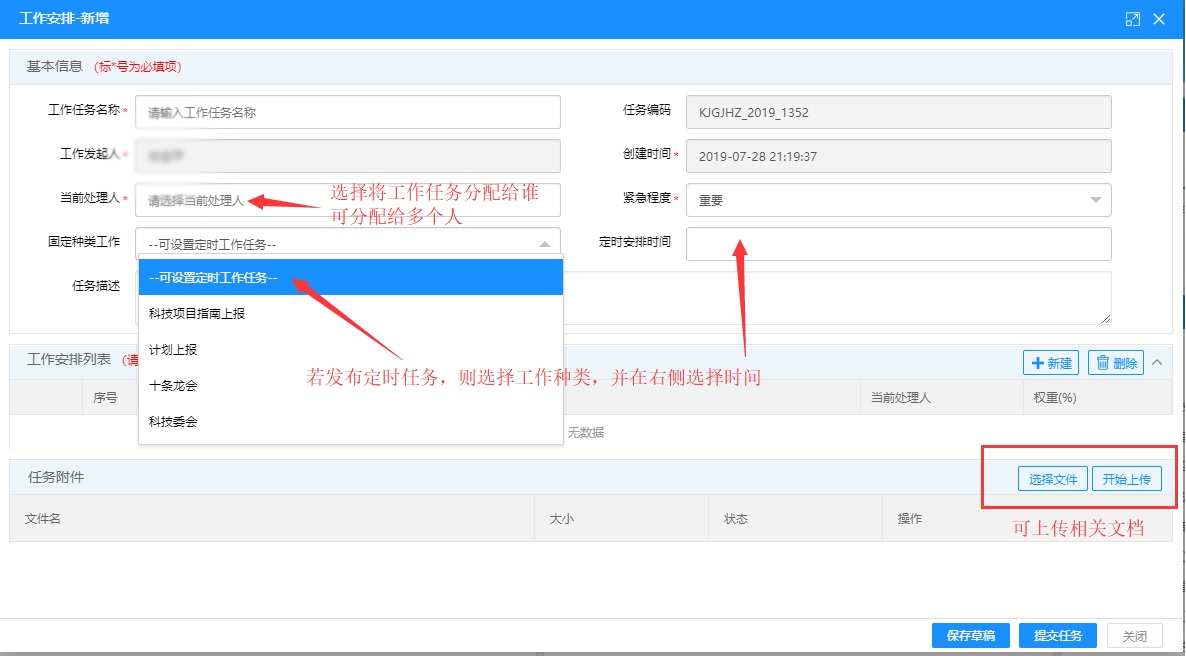 工作安排-新增
基本信息 (标*号为必填项)
工作任务名称* 请输入工作任务名称 任务编码 KJGJHZ_2019_1352
工作发起人* 创建时间* 2019-07-28 21:19:37
当前处理人* 请选择当前处理人 紧急程度* 重要
选择将工作任务分配给谁
可分配给多个人
固定种类工作 --可设置定时工作任务-- 定时安排时间
--可设置定时工作任务--
任务描述
科技项目指南上报
计划上报
十条龙会
科技委会
若发布定时任务，则选择工作种类，并在右侧选择时间
工作安排列表 (请 新建 删除
序号 当前处理人 权重(%)
无数据
任务附件 选择文件 开始上传
文件名 大小 状态 操作
可上传相关文档
保存草稿 提交任务 关闭